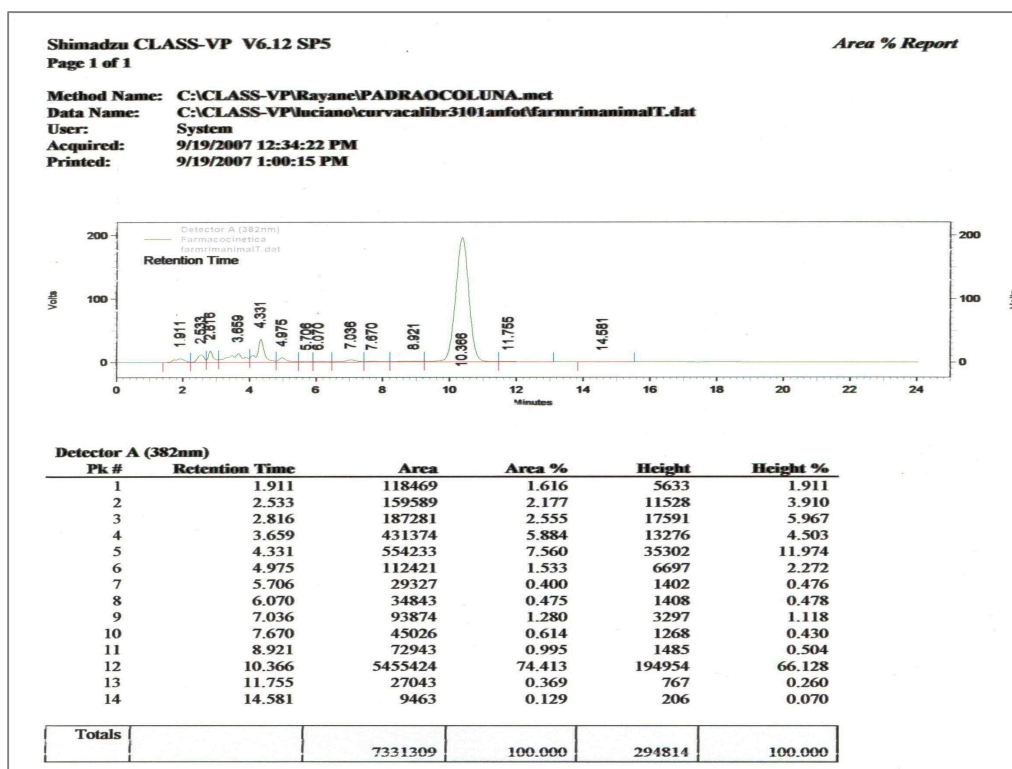 Shimadzu CLASS-VP V6.12 SP5 Area % Report
Page 1 of 1
Method Name: C:\CLASS-VP\Rayane\PADRAOCOLUNA.met
Data Name: C:\CLASS-VP\luciano\curvacalibr3101anfot\farmrimanimalT.dat
User: System
Acquired: 9/19/2007 12:34:22 PM
Printed: 9/19/2007 1:00:15 PM
Detector A (382nm)
Farmacocinetica
farmrimanimalT.dat
Retention Time
200 200
100 100
0 0
Volts Volts
1.911 2.533 2.816 3.659 4.331 4.975 5.706 6.070 7.036 7.670 8.921 10.366 11.755 14.581
0 2 4 6 8 10 12 14 16 18 20 22 24
Minutes
Detector A (382nm)
Pk # Retention Time Area Area % Height Height %
1 1.911 118469 1.616 5633 1.911
2 2.533 159589 2.177 11528 3.910
3 2.816 187281 2.555 17591 5.967
4 3.659 431374 5.884 13276 4.503
5 4.331 554233 7.560 35302 11.974
6 4.975 112421 1.533 6697 2.272
7 5.706 29327 0.400 1402 0.476
8 6.070 34843 0.475 1408 0.478
9 7.036 93874 1.280 3297 1.118
10 7.670 45026 0.614 1268 0.430
11 8.921 72943 0.995 1485 0.504
12 10.366 5455424 74.413 194954 66.128
13 11.755 27043 0.369 767 0.260
14 14.581 9463 0.129 206 0.070
Totals
7331309 100.000 294814 100.000